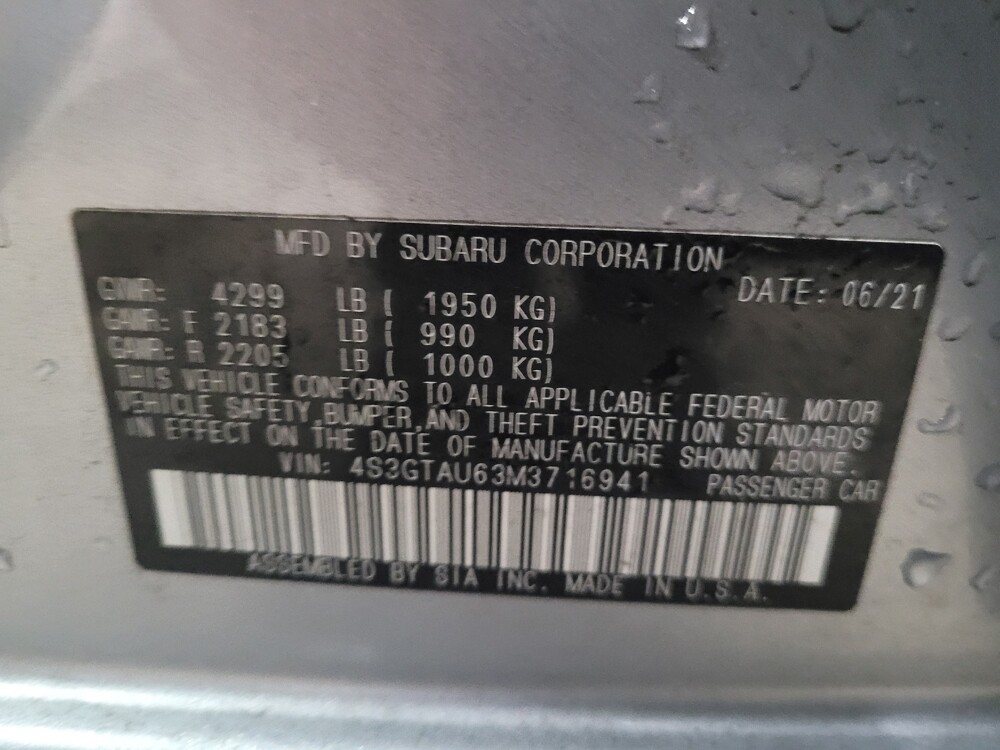 MFD BY SUBARU CORPORATION
DATE: 06/21
GVWR: 4299 LB ( 1950 KG)
GAWR: F 2183 LB ( 990 KG)
GAWR: R 2205 LB ( 1000 KG)
THIS VEHICLE CONFORMS TO ALL APPLICABLE FEDERAL MOTOR
VEHICLE SAFETY,BUMPER,AND THEFT PREVENTION STANDARDS
IN EFFECT ON THE DATE OF MANUFACTURE SHOWN ABOVE.
VIN: 4S3GTAU63M3716941 PASSENGER CAR
ASSEMBLED BY SIA INC. MADE IN U.S.A.